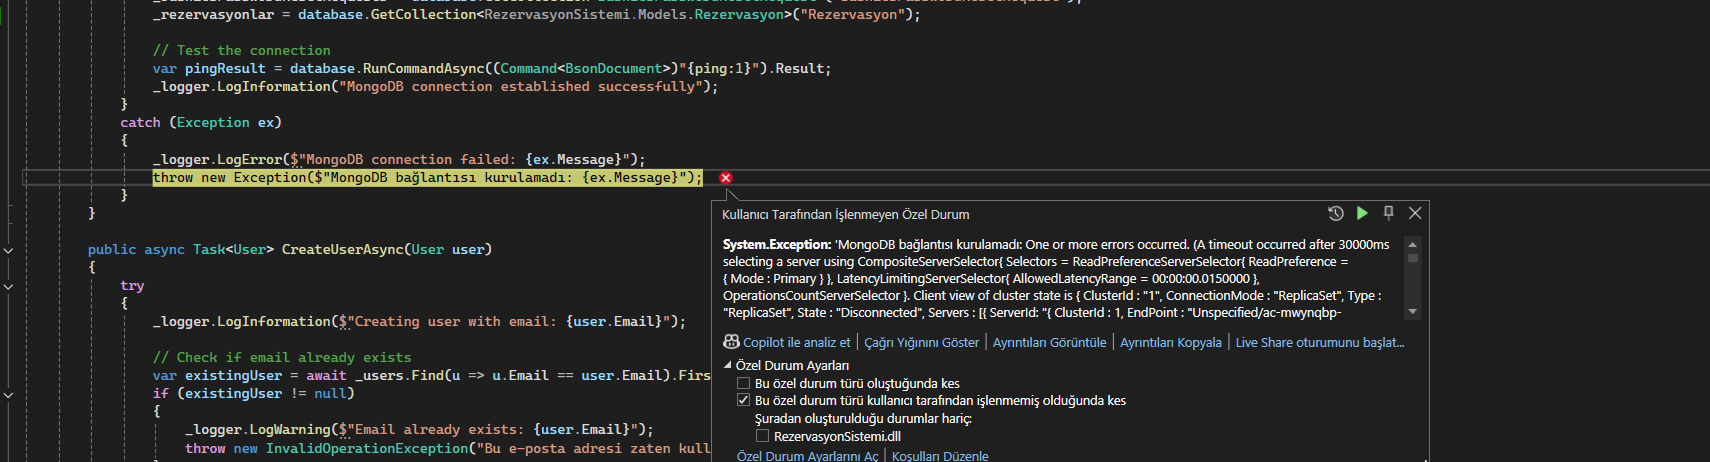 _rezervasyonlar = database.GetCollection<RezervasyonSistemi.Models.Rezervasyon>("Rezervasyon");
// Test the connection
var pingResult = database.RunCommandAsync((Command<BsonDocument>)"{ping:1}").Result;
_logger.LogInformation("MongoDB connection established successfully");
}
catch (Exception ex)
{
_logger.LogError($"MongoDB connection failed: {ex.Message}");
throw new Exception($"MongoDB bağlantısı kurulamadı: {ex.Message}");
}
}
public async Task<User> CreateUserAsync(User user)
{
try
{
_logger.LogInformation($"Creating user with email: {user.Email}");
// Check if email already exists
var existingUser = await _users.Find(u => u.Email == user.Email).Firs
if (existingUser != null)
{
_logger.LogWarning($"Email already exists: {user.Email}");
throw new InvalidOperationException("Bu e-posta adresi zaten kull
Kullanıcı Tarafından İşlenmeyen Özel Durum
System.Exception: 'MongoDB bağlantısı kurulamadı: One or more errors occurred. (A timeout occurred after 30000ms
selecting a server using CompositeServerSelector{ Selectors = ReadPreferenceServerSelector{ ReadPreference =
{ Mode : Primary } }, LatencyLimitingServerSelector{ AllowedLatencyRange = 00:00:00.0150000 },
OperationsCountServerSelector }. Client view of cluster state is { ClusterId : "1", ConnectionMode : "ReplicaSet", Type :
"ReplicaSet", State : "Disconnected", Servers : [{ ServerId: "{ ClusterId : 1, EndPoint : "Unspecified/ac-mwynqbp-
Copilot ile analiz et | Çağrı Yığınını Göster | Ayrıntıları Görüntüle | Ayrıntıları Kopyala | Live Share oturumunu başlat...
Özel Durum Ayarları
Bu özel durum türü oluştuğunda kes
Bu özel durum türü kullanıcı tarafından işlenmemiş olduğunda kes
Şuradan oluşturulduğu durumlar hariç:
RezervasyonSistemi.dll
Özel Durum Ayarlarını Aç | Koşulları Düzenle